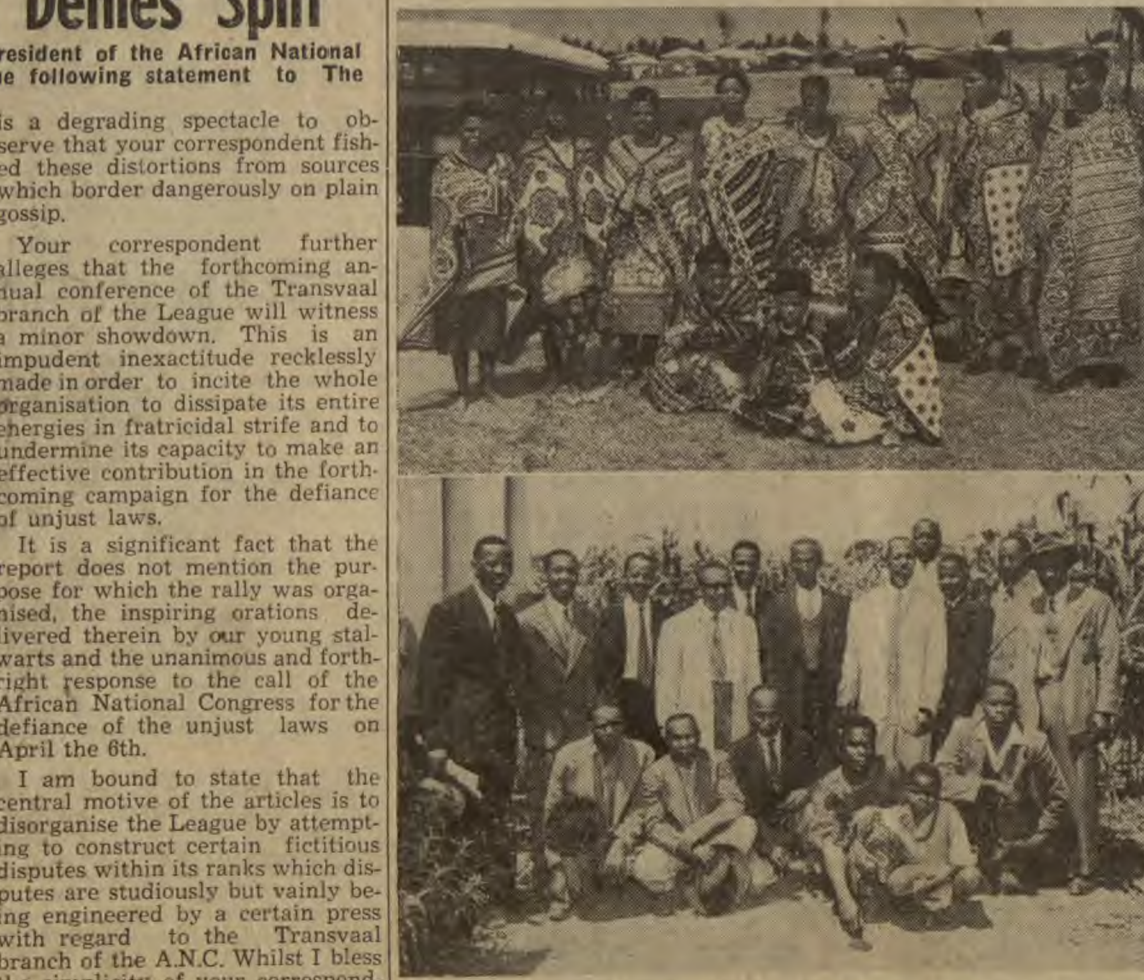 Denies Spin
resident of the African National
e following statement to The
is a degrading spectacle to ob-
serve that your correspondent fish-
ed these distortions from sources
which border dangerously on plain
gossip.
Your correspondent further
alleges that the forthcoming an-
nual conference of the Transvaal
branch of the League will witness
a minor showdown. This is an
impudent inexactitude recklessly
made in order to incite the whole
organisation to dissipate its entire
energies in fratricidal strife and to
undermine its capacity to make an
effective contribution in the forth-
coming campaign for the defiance
of unjust laws.
It is a significant fact that the
report does not mention the pur-
pose for which the rally was orga-
nised, the inspiring orations de-
livered therein by our young stal-
warts and the unanimous and forth-
right response to the call of the
African National Congress for the
defiance of the unjust laws on
April the 6th.
I am bound to state that the
central motive of the articles is to
disorganise the League by attempt-
ing to construct certain fictitious
disputes within its ranks which dis-
putes are studiously but vainly be-
ing engineered by a certain press
with regard to the Transvaal
branch of the A.N.C. Whilst I bless
simplicity of your correspond-